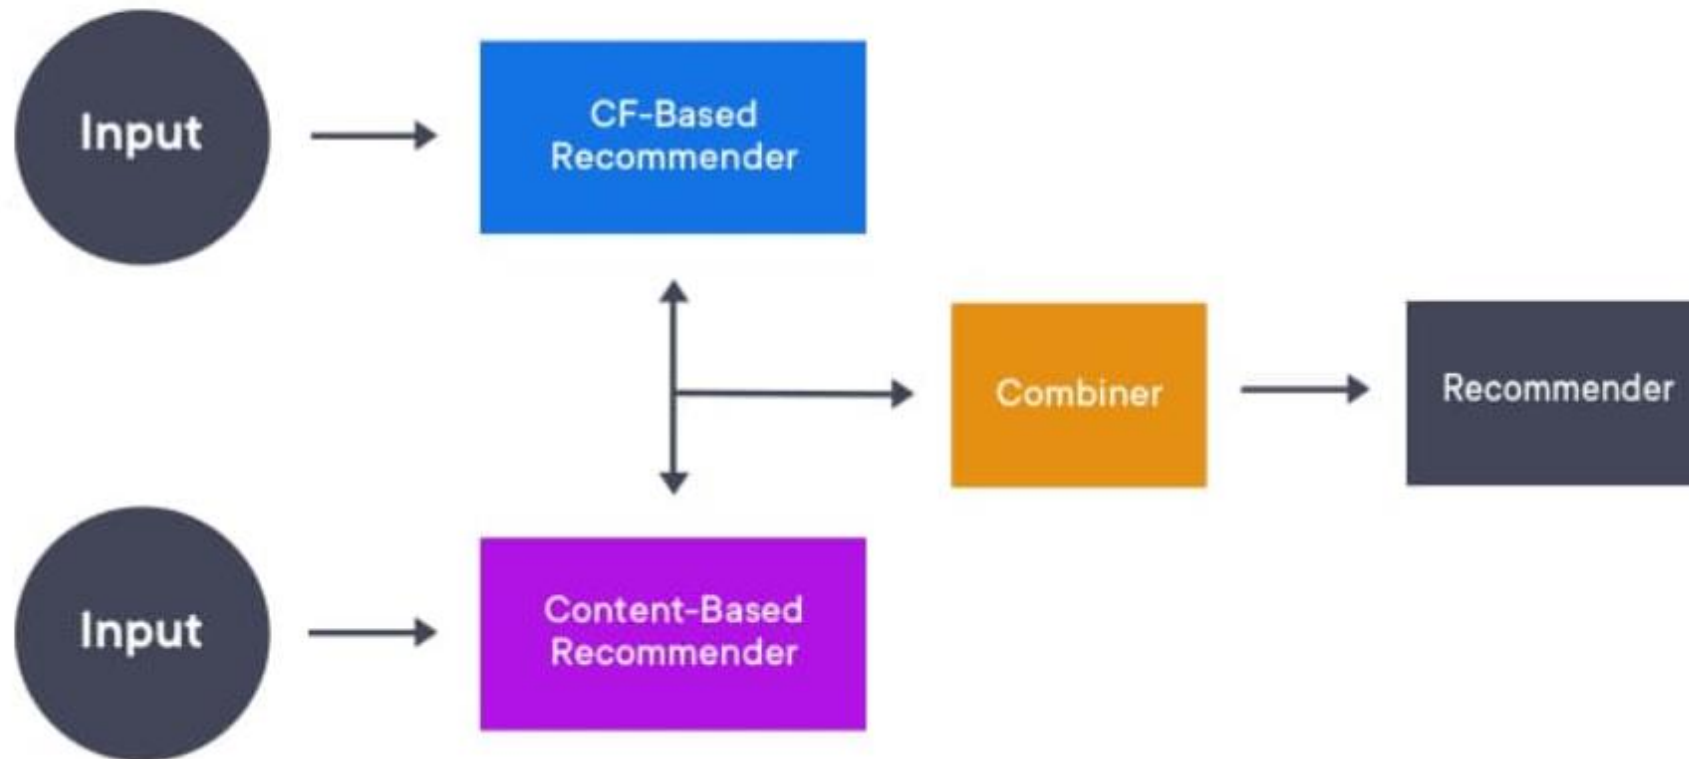 Input
CF-Based
Recommender
Combiner
Recommender
Input
Content-Based
Recommender